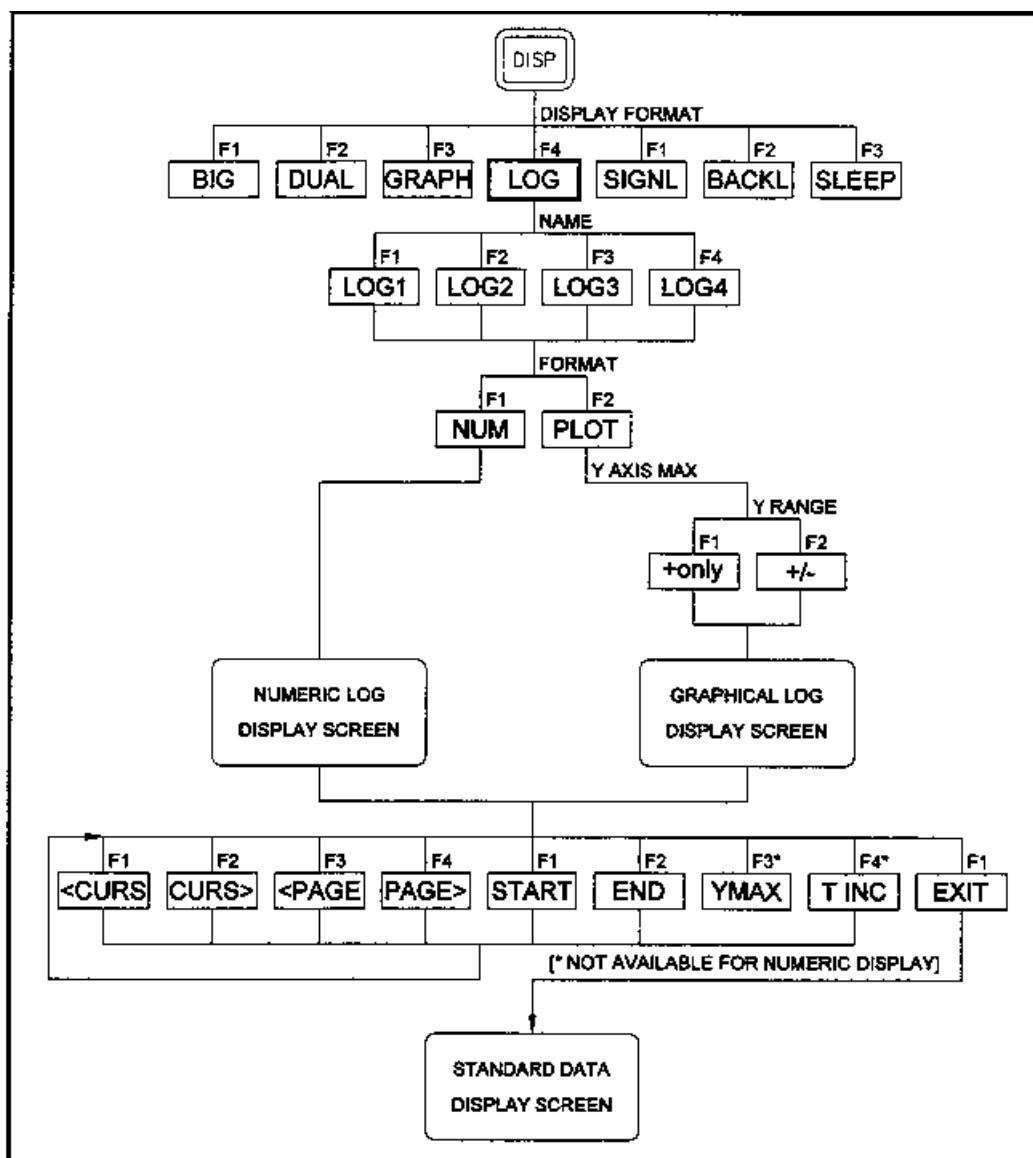 DISP
DISPLAY FORMAT
F1 F2 F3 F4 F1 F2 F3
BIG DUAL GRAPH LOG SIGNL BACKL SLEEP
NAME
F1 F2 F3 F4
LOG1 LOG2 LOG3 LOG4
FORMAT
F1 F2
NUM PLOT
Y AXIS MAX
Y RANGE
F1 F2
+only +/-
NUMERIC LOG
DISPLAY SCREEN
GRAPHICAL LOG
DISPLAY SCREEN
F1 F2 F3 F4 F1 F2 F3* F4* F1
<CURS CURS> <PAGE PAGE> START END YMAX T INC EXIT
[* NOT AVAILABLE FOR NUMERIC DISPLAY]
STANDARD DATA
DISPLAY SCREEN